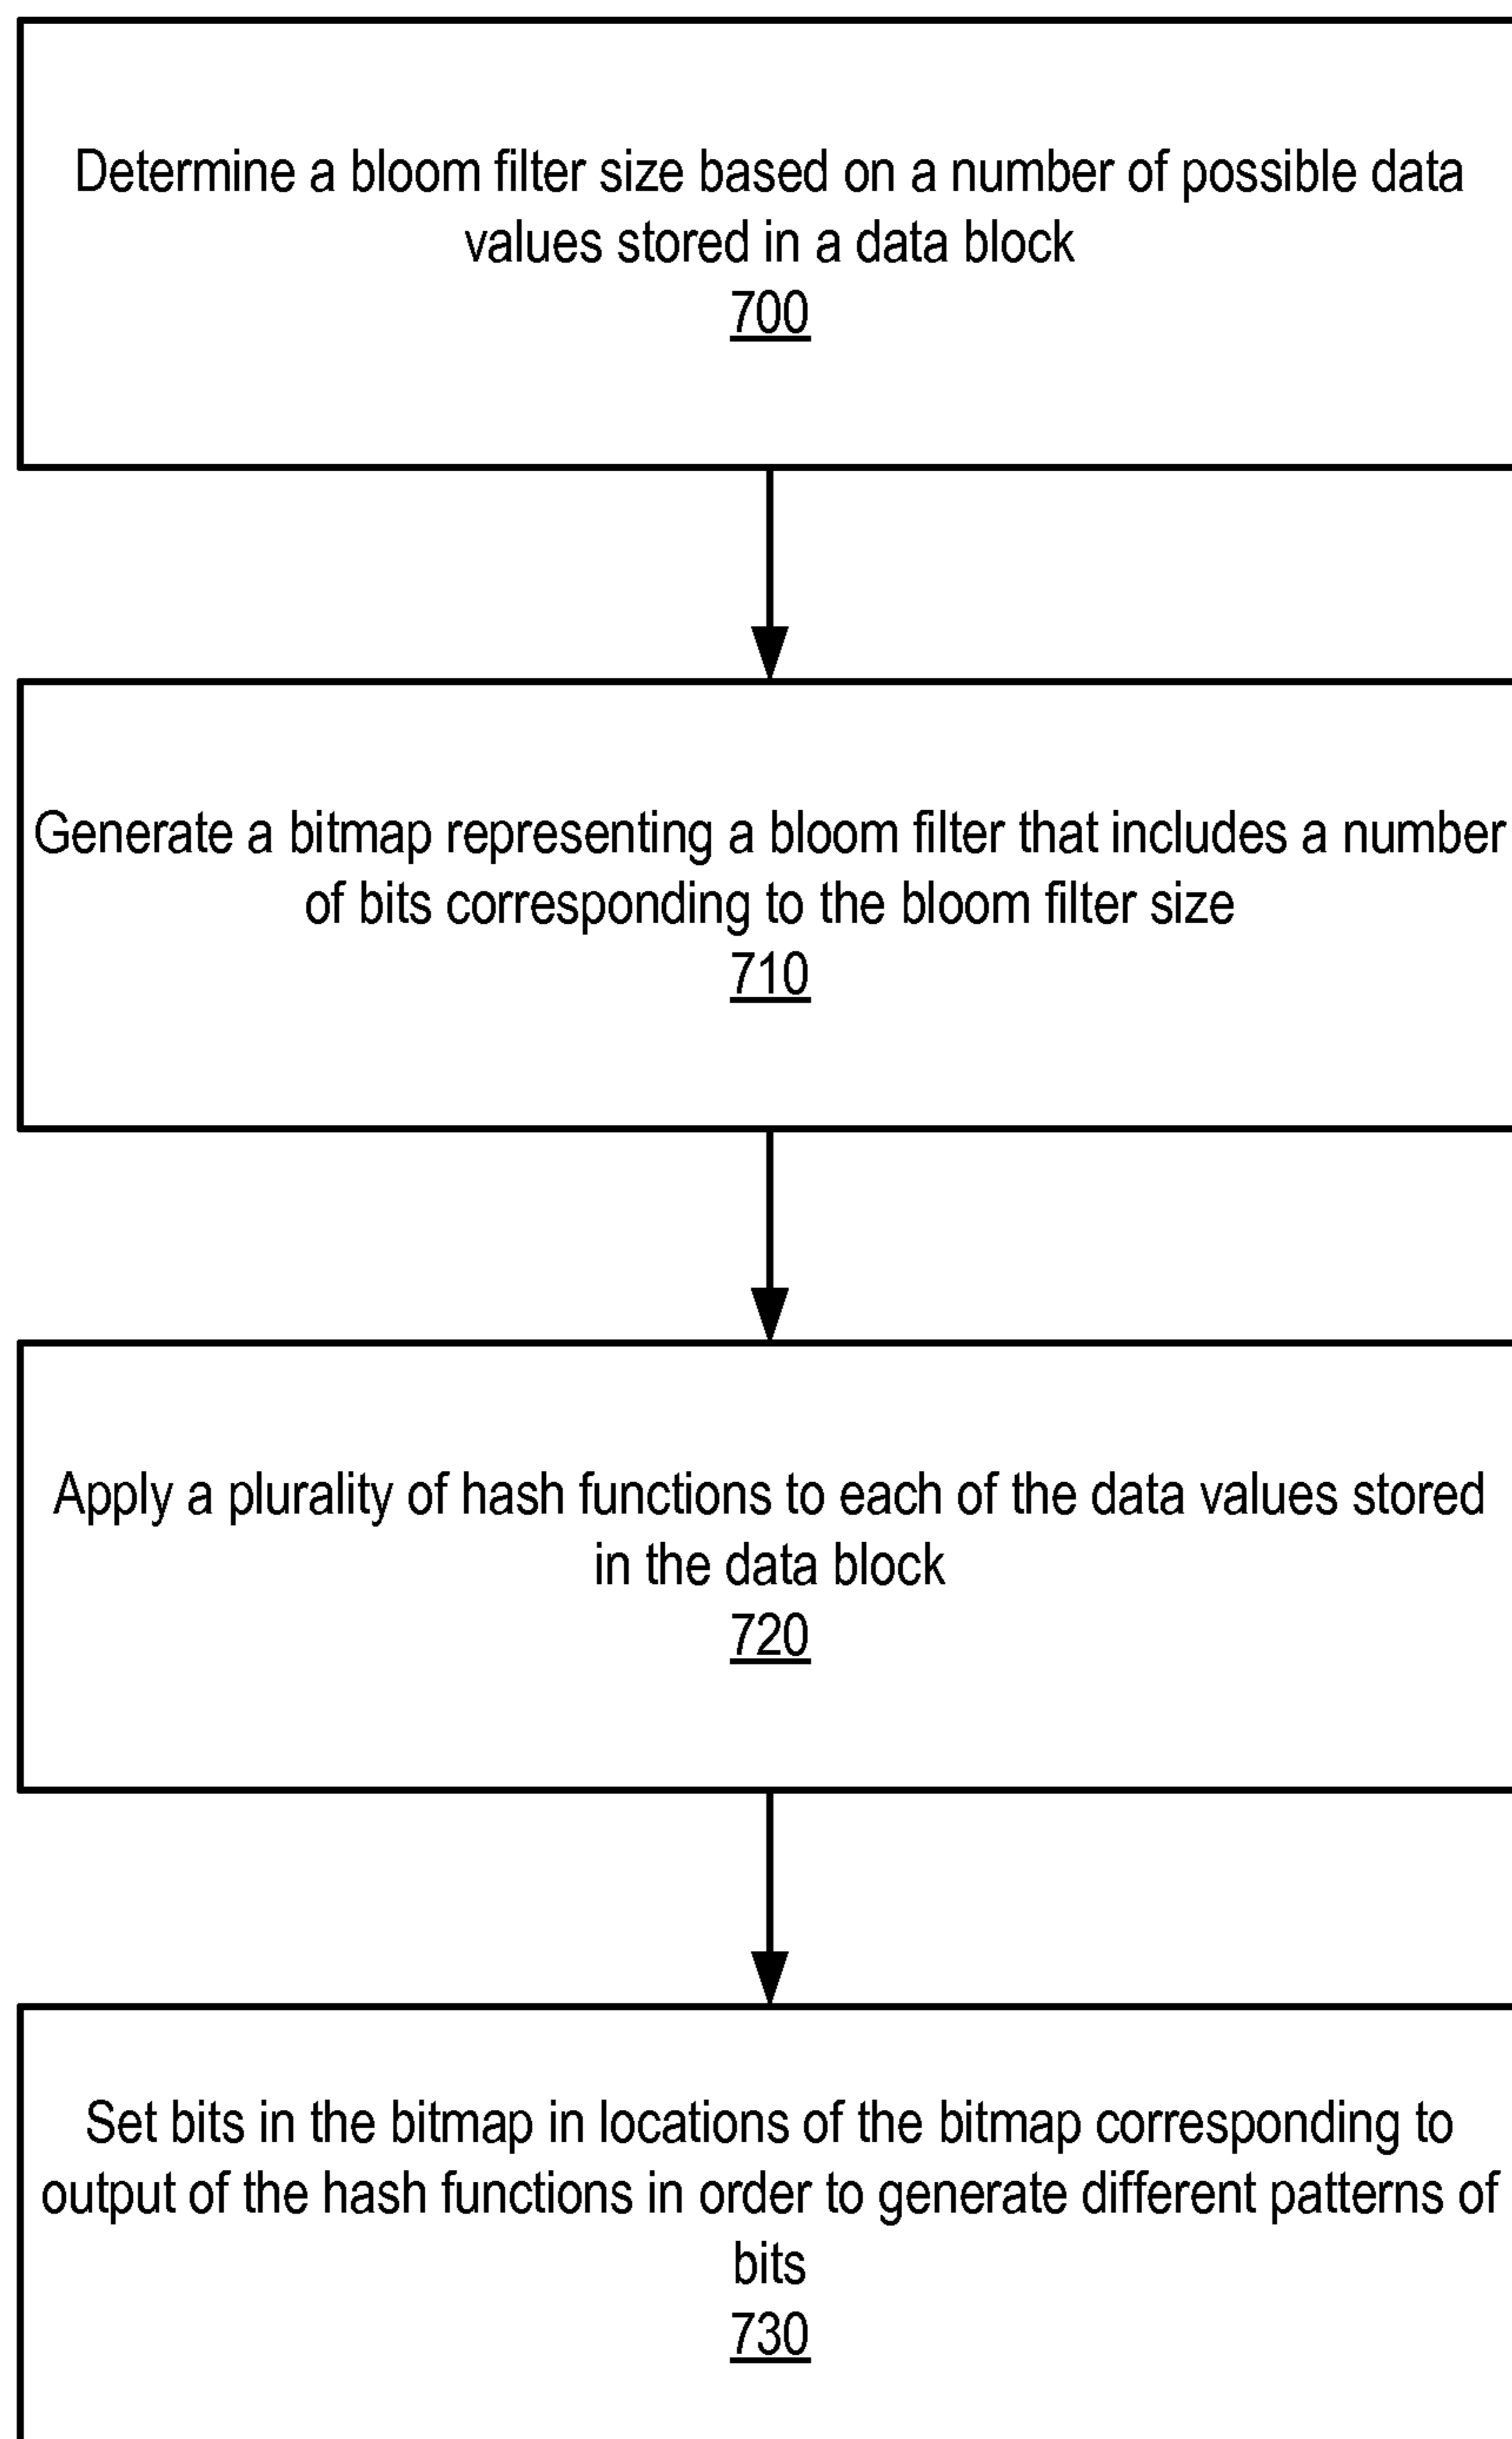 Determine a bloom filter size based on a number of possible data
values stored in a data block
700
Generate a bitmap representing a bloom filter that includes a number
of bits corresponding to the bloom filter size
710
Apply a plurality of hash functions to each of the data values stored
in the data block
720
Set bits in the bitmap in locations of the bitmap corresponding to
output of the hash functions in order to generate different patterns of
bits
730